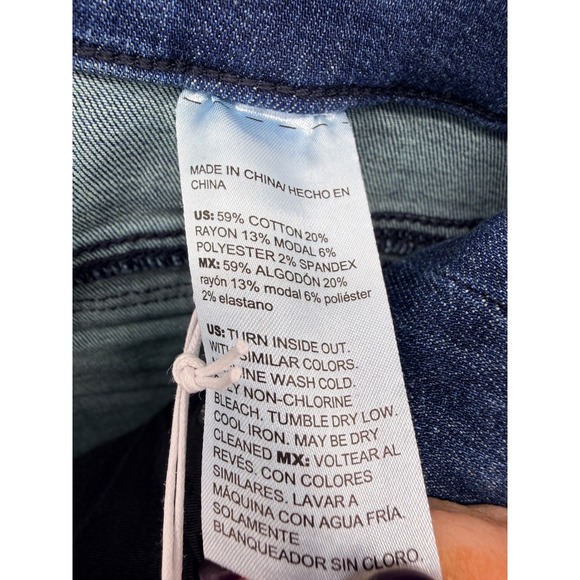 MADE IN CHINA/ HECHO EN
CHINA
US: 59% COTTON 20%
RAYON 13% MODAL 6%
POLYESTER 2% SPANDEX
MX: 59% ALGODÓN 20%
rayón 13% modal 6% poliéster
2% elastano
US: TURN INSIDE OUT.
WITH SIMILAR COLORS.
WASH COLD.
NON-CHLORINE
BLEACH. TUMBLE DRY LOW.
COOL IRON. MAY BE DRY
CLEANED MX: VOLTEAR AL
REVÉS. CON COLORES
SIMILARES. LAVAR A
MÁQUINA CON AGUA FRÍA.
SOLAMENTE
BLANQUEADOR SIN CLORO.